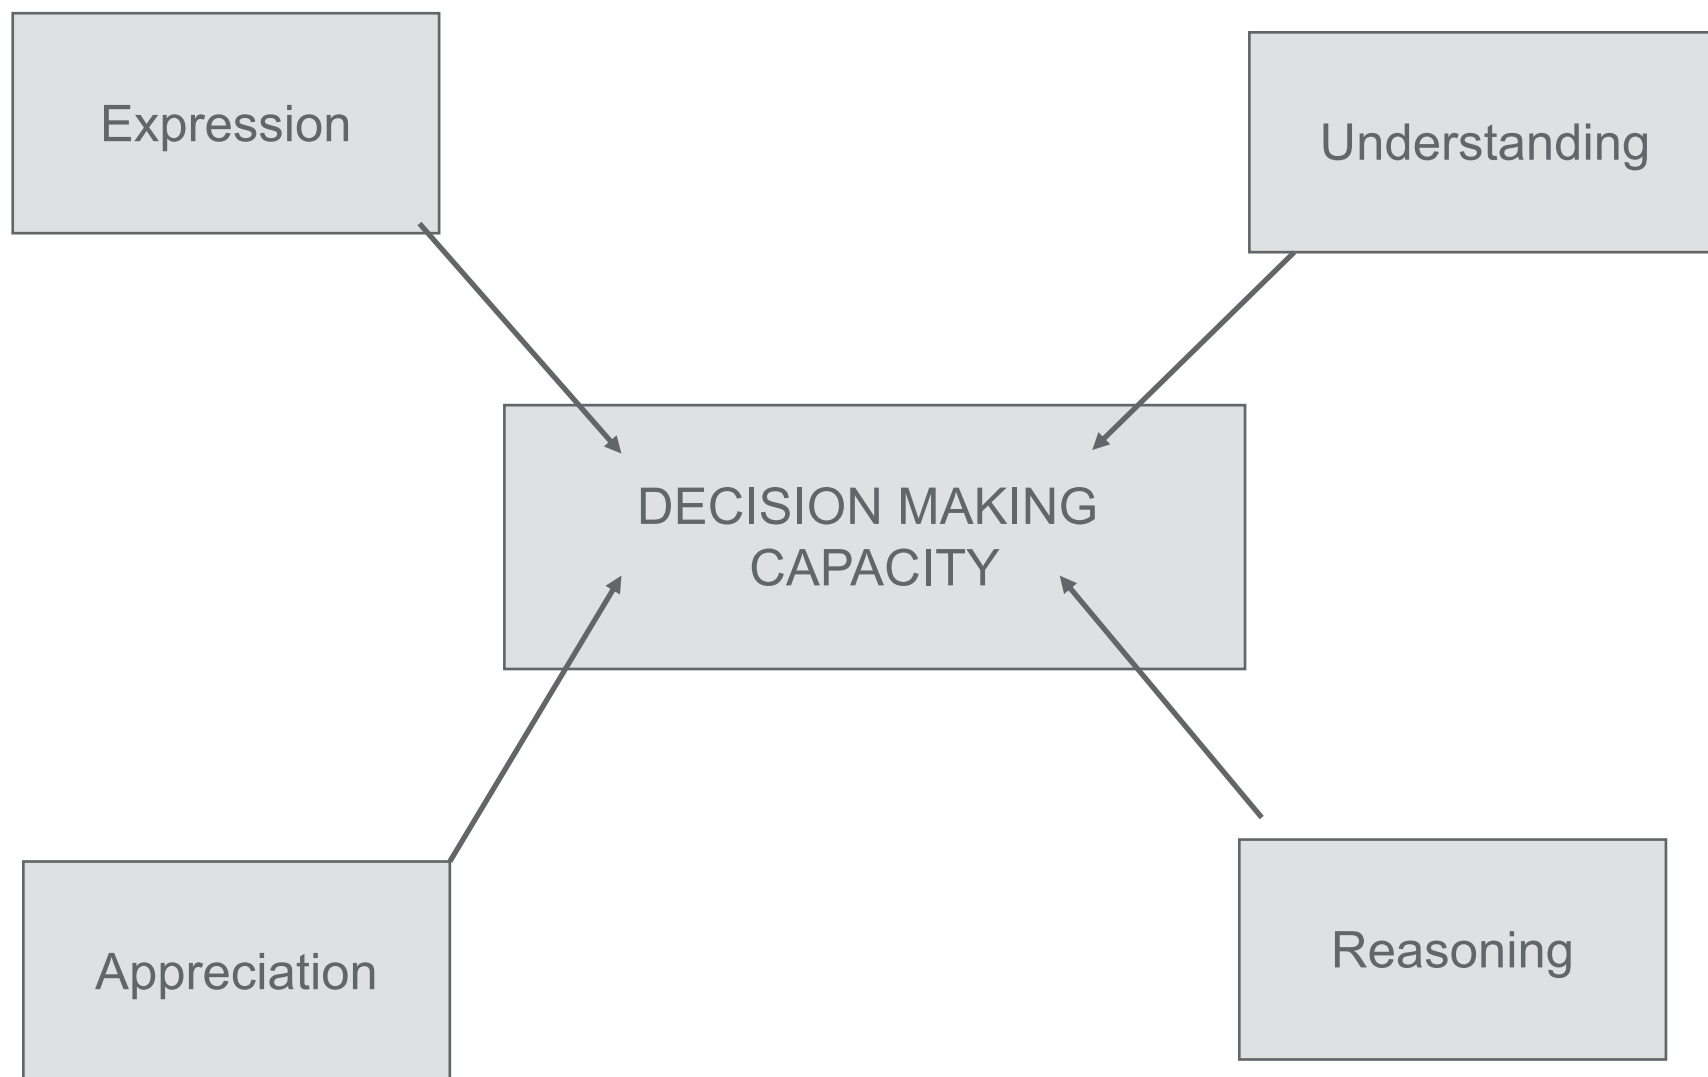 Expression
Understanding
DECISION MAKING
CAPACITY
Appreciation
Reasoning